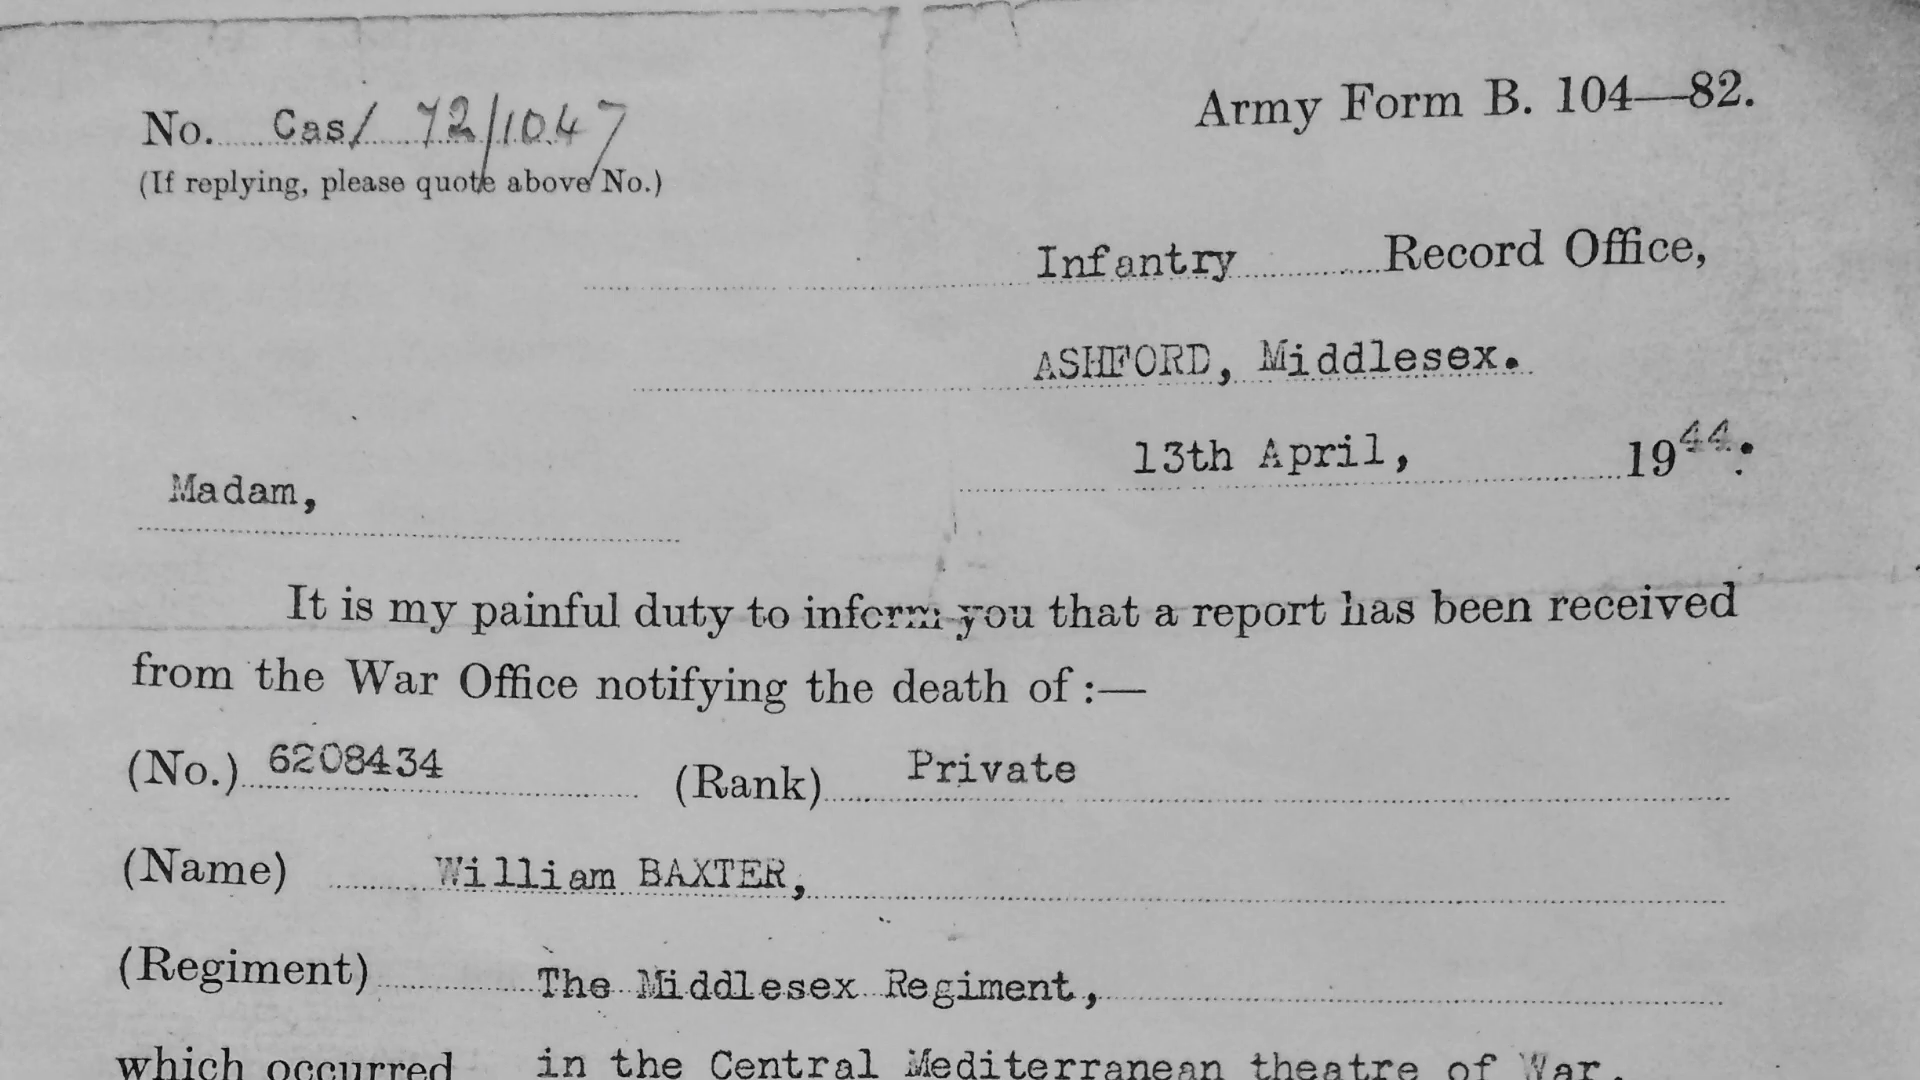 No. Cas/ 72/1047
Army Form B. 104—82.
(If replying, please quote above No.)
Infantry Record Office,
ASHFORD, Middlesex.
13th April, 1944.
Madam,
It is my painful duty to inform you that a report has been received
from the War Office notifying the death of :—
(No.) 6208434 (Rank) Private
(Name) William BAXTER,
(Regiment) The Middlesex Regiment,
which occurred in the Central Mediterranean theatre of War.